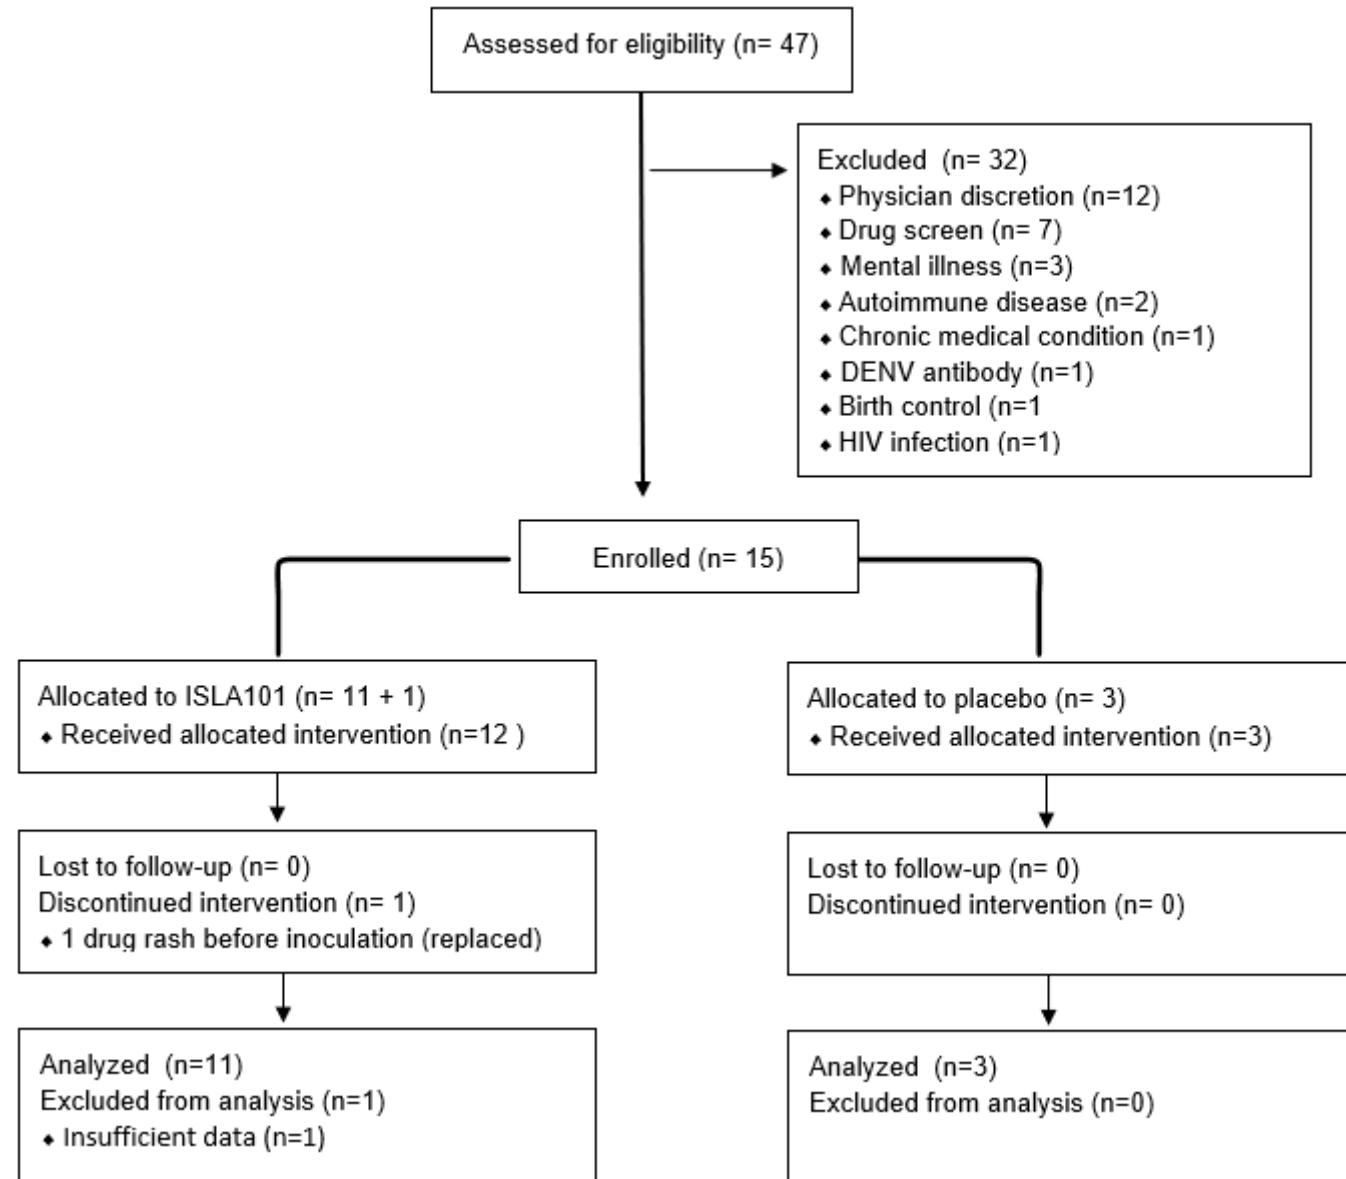 Assessed for eligibility (n= 47)
Excluded  (n= 32)
⬥ Physician discretion (n=12)
⬥ Drug screen (n= 7)
⬥ Mental illness (n=3)
⬥ Autoimmune disease (n=2)
⬥ Chronic medical condition (n=1)
⬥ DENV antibody (n=1)
⬥ Birth control (n=1
⬥ HIV infection (n=1)
Enrolled (n= 15)
Allocated to ISLA101 (n= 11 + 1)
⬥ Received allocated intervention (n=12 )
Allocated to placebo (n= 3)
⬥ Received allocated intervention (n=3)
Lost to follow-up (n= 0)
Discontinued intervention (n= 1)
⬥ 1 drug rash before inoculation (replaced)
Lost to follow-up (n= 0)
Discontinued intervention (n= 0)
Analyzed  (n=11)
Excluded from analysis (n=1)
⬥ Insufficient data (n=1)
Analyzed  (n=3)
Excluded from analysis (n=0)